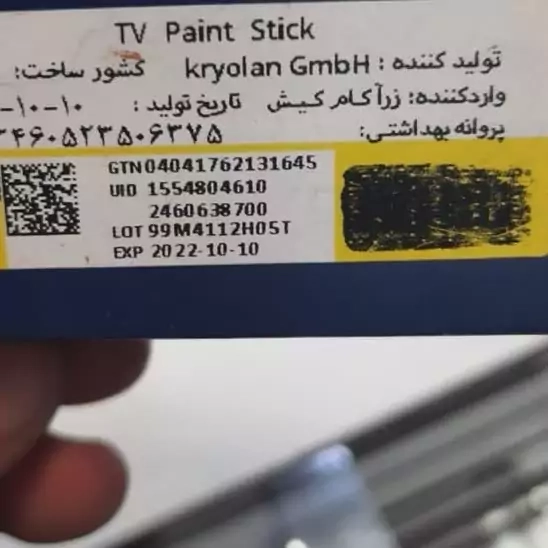 TV Paint Stick
تولید کننده : kryolan GmbH کشور ساخت:
واردکننده: زرآکام کیش تاریخ تولید : ۱۰-۱۰-
پروانه بهداشتی: ۳۴۶۰۵۲۳۵۰۶۳۷۵
GTN04041762131645
UID 1554804610
2460638700
LOT 99M4112H05T
EXP 2022-10-10